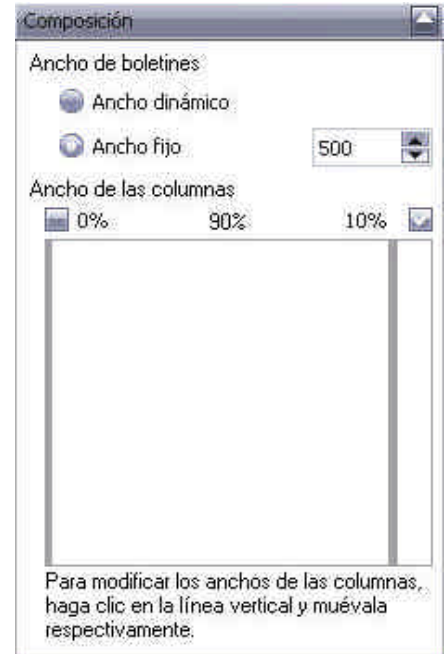 Composición
Ancho de boletines
Ancho dinámico
Ancho fijo 500
Ancho de las columnas
0% 90% 10%
Para modificar los anchos de las columnas,
haga clic en la línea vertical y muévala
respectivamente.